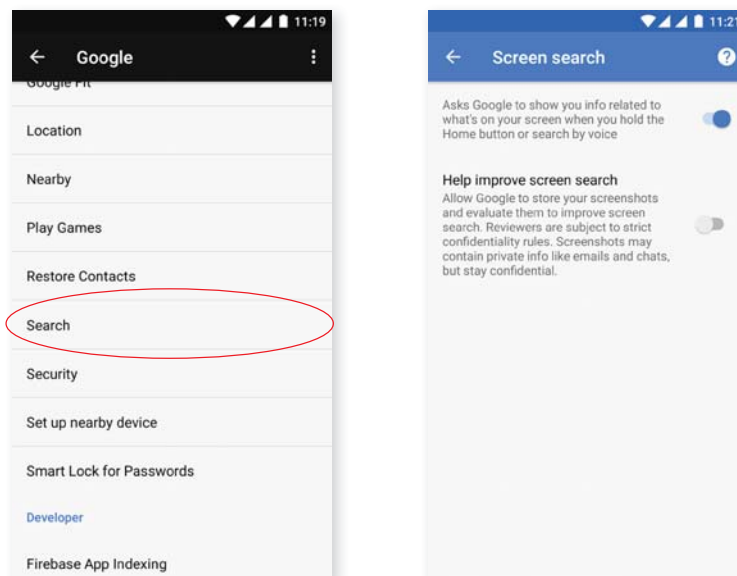 11:19
Google
Google Fit
Location
Nearby
Play Games
Restore Contacts
Search
Security
Set up nearby device
Smart Lock for Passwords
Developer
Firebase App Indexing
11:21
Screen search
?
Asks Google to show you info related to
what's on your screen when you hold the
Home button or search by voice
Help improve screen search
Allow Google to store your screenshots
and evaluate them to improve screen
search. Reviewers are subject to strict
confidentiality rules. Screenshots may
contain private info like emails and chats,
but stay confidential.